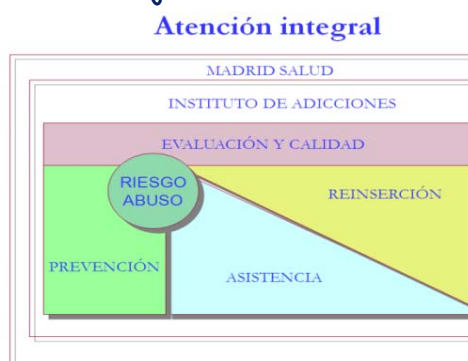 Atención integral
MADRID SALUD
INSTITUTO DE ADICCIONES
EVALUACIÓN Y CALIDAD
RIESGO
ABUSO
REINSERCIÓN
PREVENCIÓN
ASISTENCIA